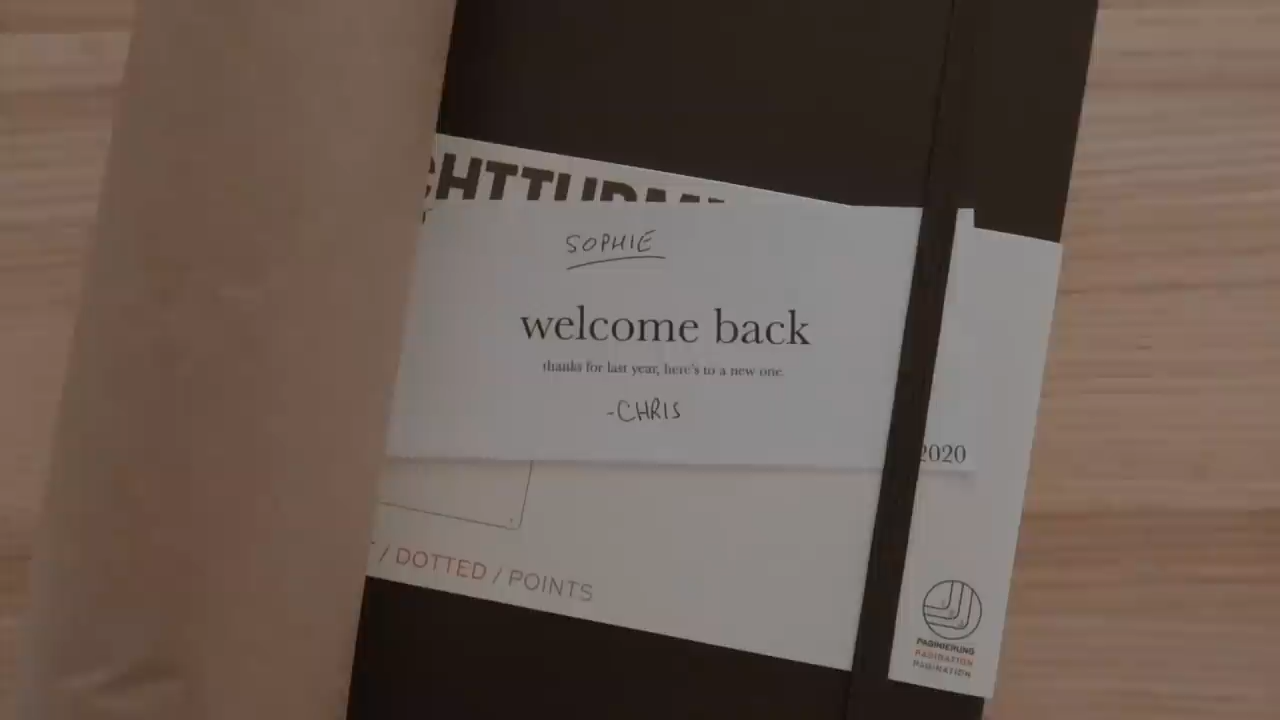 SOPHIE
welcome back
thanks for last year, here's to a new one.
-CHRIS
2020
/ DOTTED / POINTS
PAGINIERUNG
PAGINATION
PAGINATION